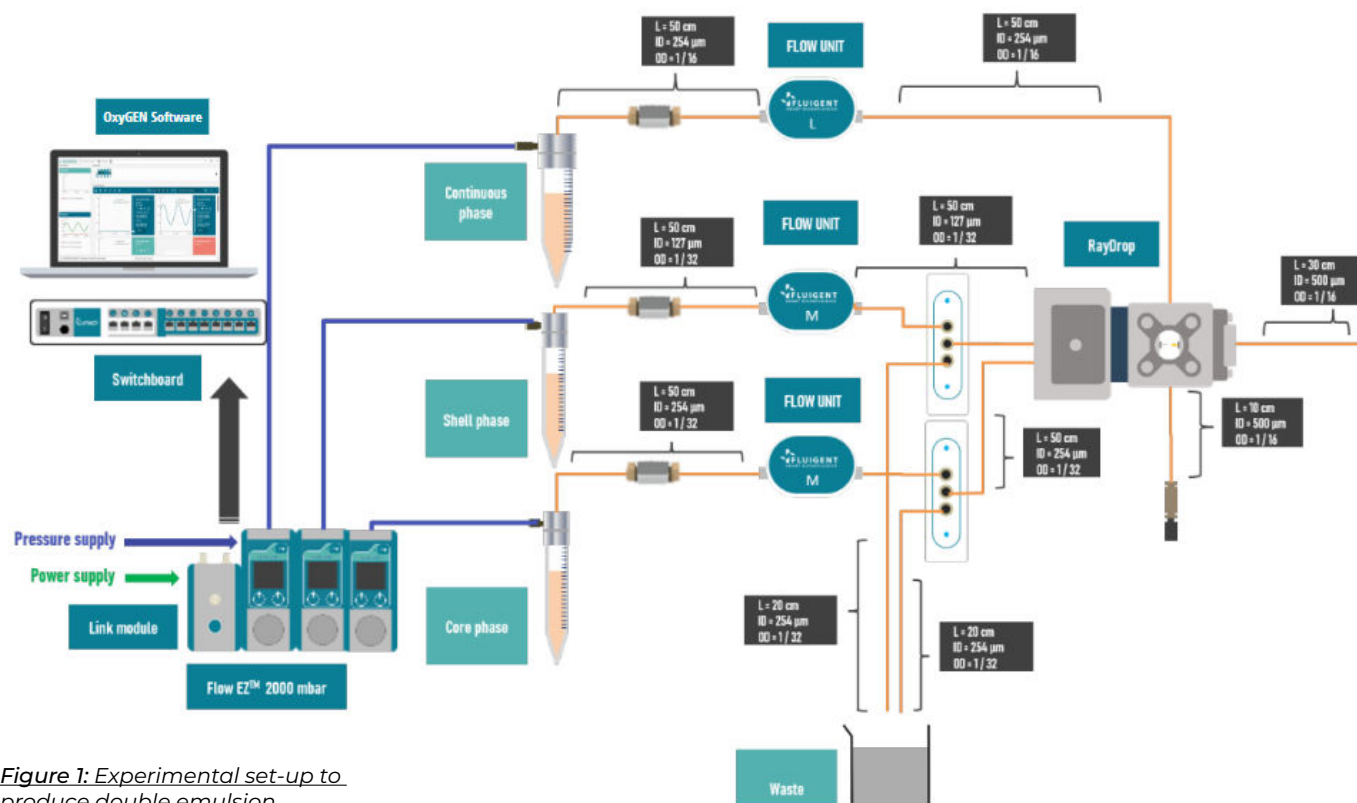 L = 50 cm
ID = 254 µm
OD = 1/16
FLOW UNIT
L = 50 cm
ID = 254 µm
OD = 1/16
OxyGEN Software
FLUIGENT
L
Continuous
phase
L = 50 cm
ID = 127 µm
OD = 1/32
FLOW UNIT
L = 50 cm
ID = 127 µm
OD = 1/32
RayDrop
L = 30 cm
ID = 500 µm
OD = 1/16
FLUIGENT
M
Switchboard
Shell phase
L = 50 cm
ID = 254 µm
OD = 1/32
FLOW UNIT
L = 10 cm
ID = 500 µm
OD = 1/16
L = 50 cm
ID = 254 µm
OD = 1/32
FLUIGENT
M
Pressure supply
Power supply
Link module
Core phase
L = 20 cm
ID = 254 µm
OD = 1/32
L = 20 cm
ID = 254 µm
OD = 1/32
Flow EZ™ 2000 mbar
Figure 1: Experimental set-up to
produce double emulsion
Waste